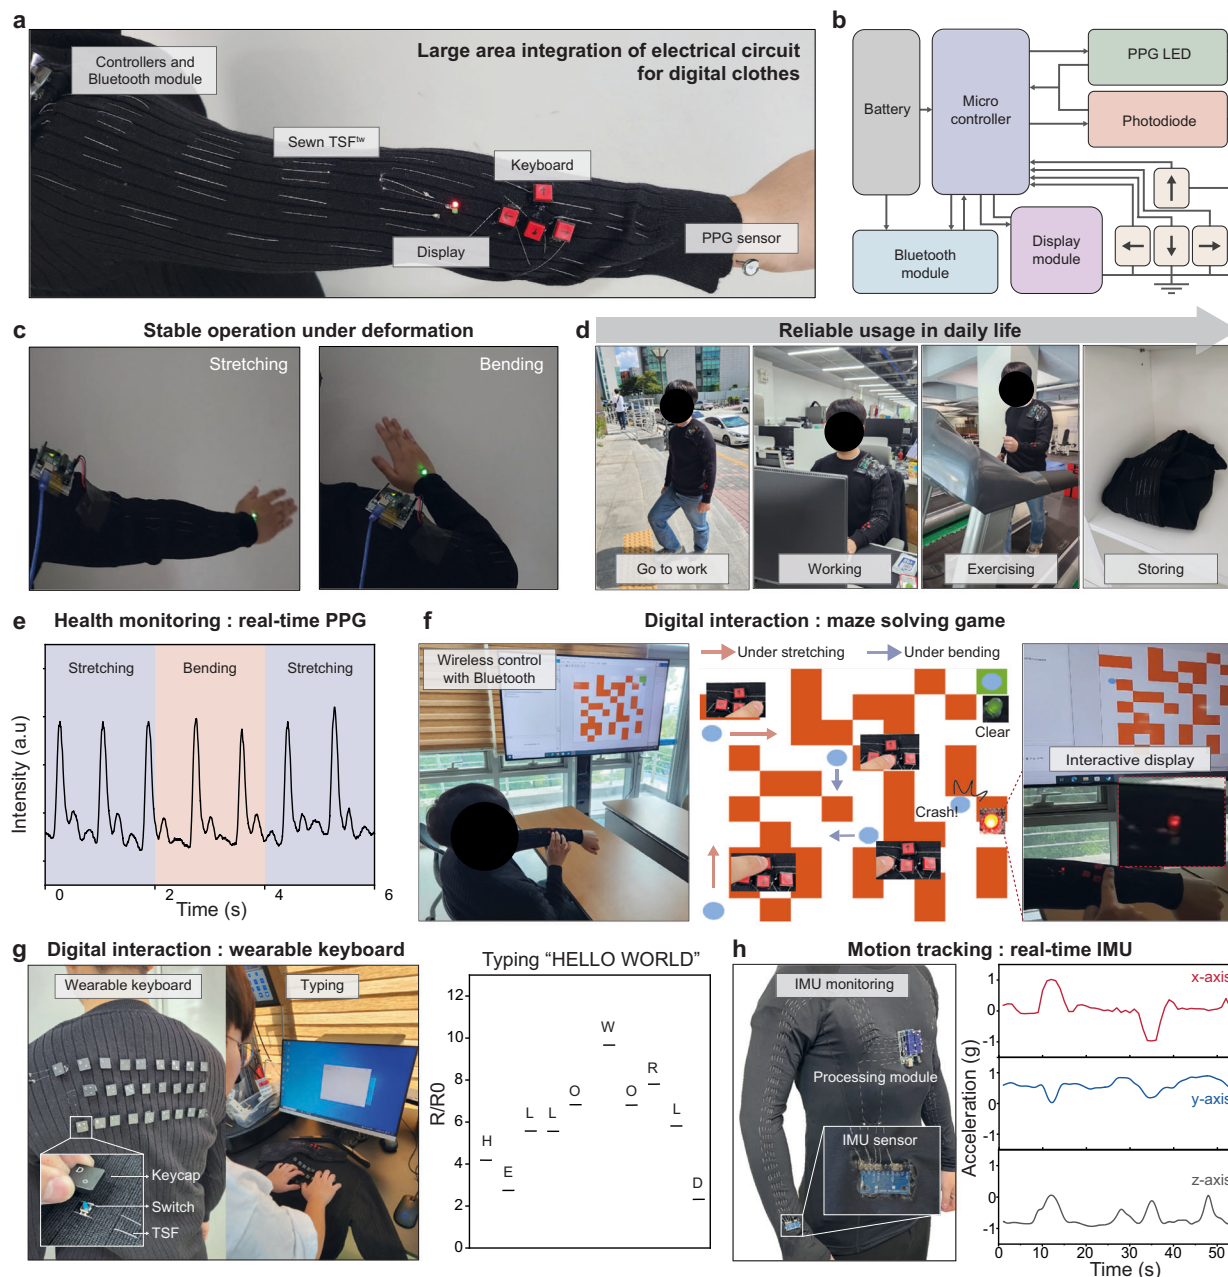 a
Large area integration of electrical circuit
for digital clothes
Controllers and
Bluetooth module
Sewn TSFtw
Keyboard
Display
PPG sensor
b
Battery
Micro
controller
PPG LED
Photodiode
Bluetooth
module
Display
module
c
Stable operation under deformation
Stretching
Bending
d
Reliable usage in daily life
Go to work
Working
Exercising
Storing
e
Health monitoring : real-time PPG
Stretching
Bending
Stretching
Intensity (a.u)
0
2
4
6
Time (s)
f
Digital interaction : maze solving game
Wireless control
with Bluetooth
Under stretching
Under bending
Clear
Crash!
Interactive display
g
Digital interaction : wearable keyboard
Wearable keyboard
Typing
D
Keycap
Switch
TSF
Typing “HELLO WORLD”
R/R0
12
10
8
6
4
2
0
H
E
L
L
O
W
O
R
L
D
h
Motion tracking : real-time IMU
IMU monitoring
Processing module
IMU sensor
Acceleration (g)
1
0
-1
x-axis
1
0
-1
y-axis
1
0
-1
z-axis
0
10
20
30
40
50
Time (s)